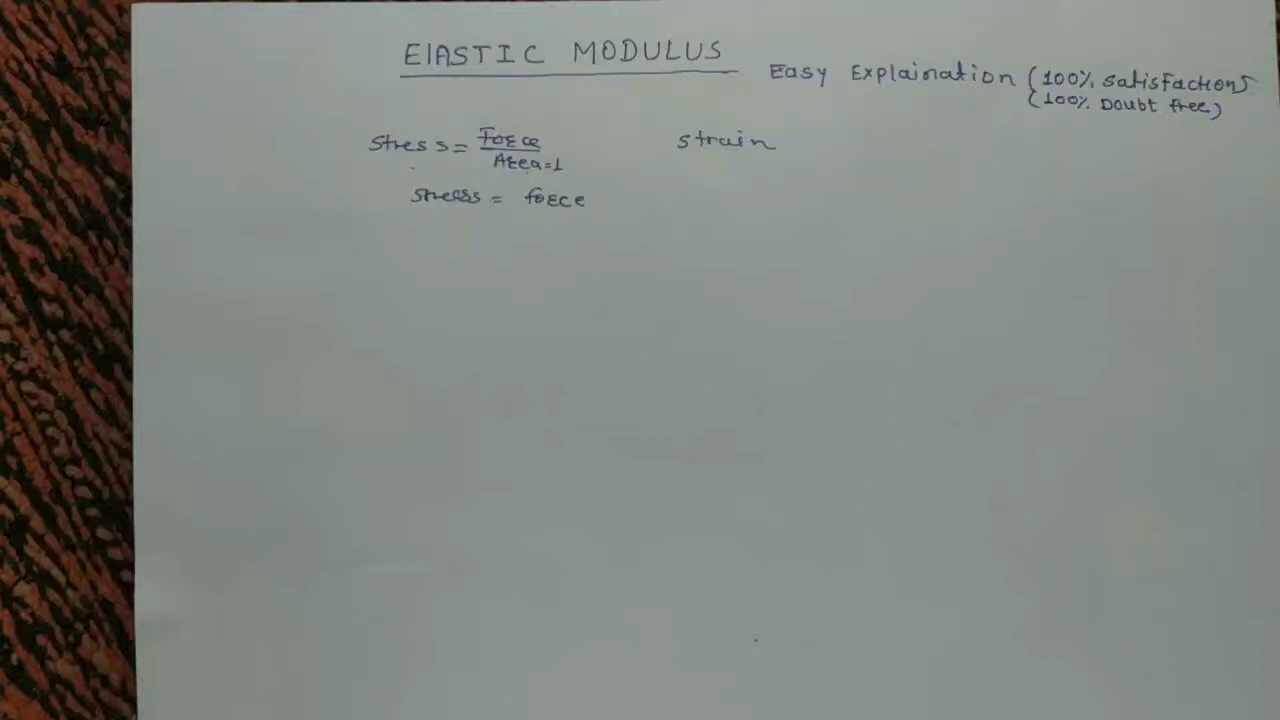 ElASTIC MODULUS
Easy Explaination (100% satisfaction)
(100% Doubt free)
Stress = Force strain
Area=1
Stress = force